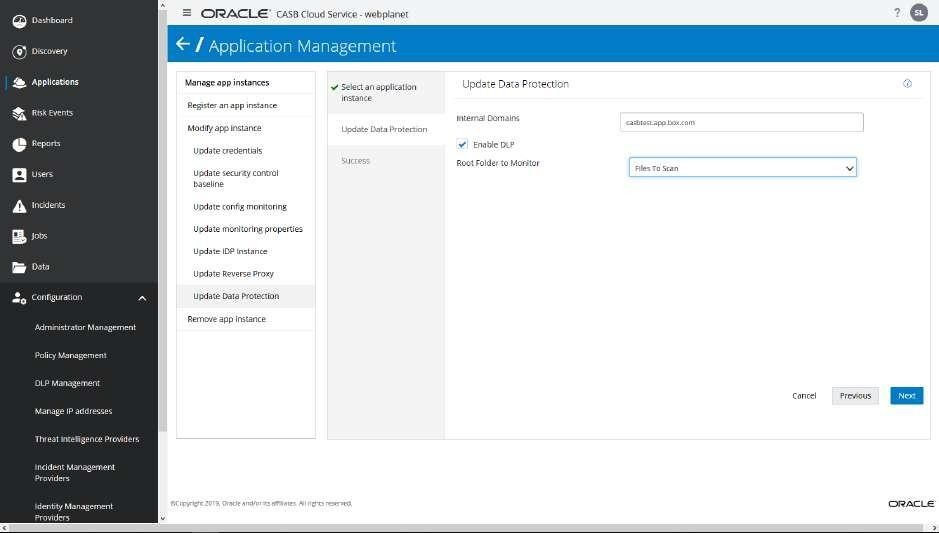 Dashboard
Discovery
Applications
Risk Events
Reports
Users
Incidents
Jobs
Data
Configuration
Administrator Management
Policy Management
DLP Management
Manage IP addresses
Threat Intelligence Providers
Incident Management
Providers
Identity Management
Providers
ORACLE® CASB Cloud Service - webplanet
? SL
/ Application Management
Manage app instances
Register an app instance
Modify app instance
Update credentials
Update security control
baseline
Update config monitoring
Update monitoring properties
Update IDP Instance
Update Reverse Proxy
Update Data Protection
Remove app instance
Select an application
instance
Update Data Protection
Success
Update Data Protection
Internal Domains
casbtest.app.box.com
Enable DLP
Root Folder to Monitor
Files To Scan
Cancel Previous Next
©Copyright 2019, Oracle and/or its affiliates. All rights reserved.
ORACLE®